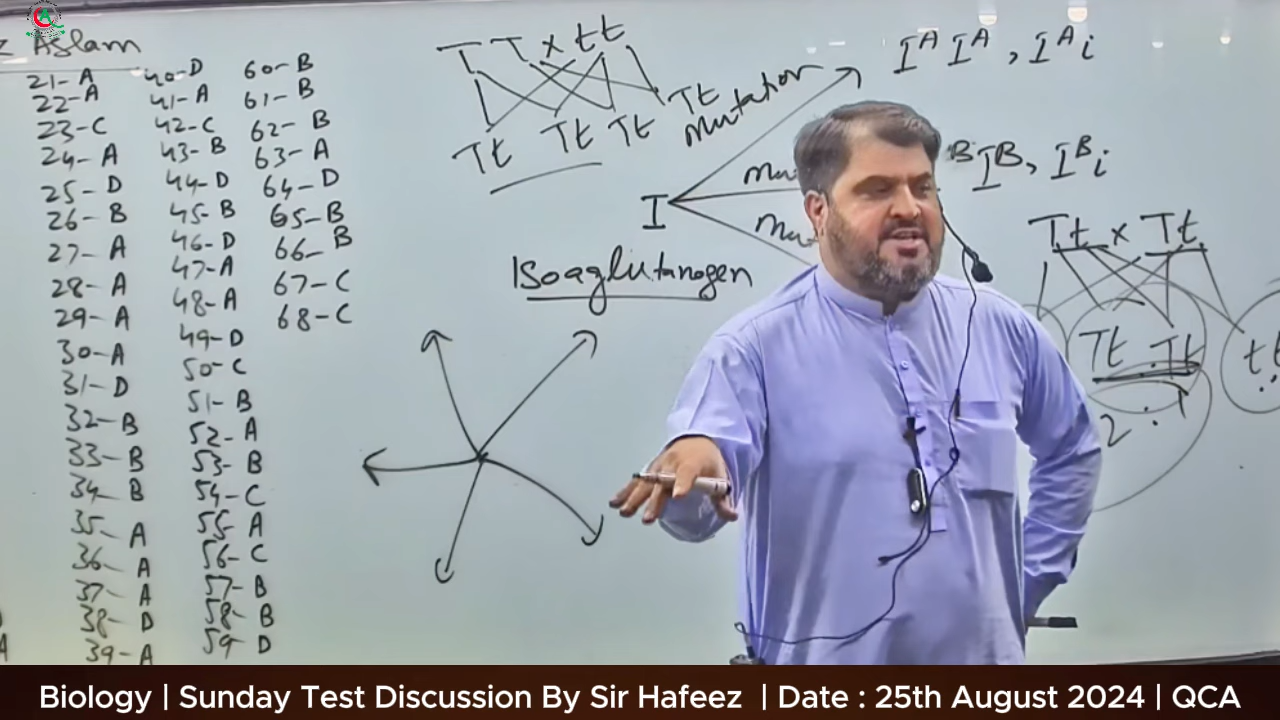 Aslam
21-A
22-A
23-C
24-A
25-D
26-B
27-A
28-A
29-A
30-A
31-D
32-B
33-B
34-B
35-A
36-A
37-A
38-D
39-A
40-D
41-A
42-C
43-B
44-D
45-B
46-D
47-A
48-A
49-D
50-C
51-B
52-A
53-B
54-C
55-A
56-C
57-B
58-B
59-D
60-B
61-B
62-B
63-A
64-D
65-B
66-B
67-C
68-C
TT x tt
Tt Tt Tt Tt
Mutation
I^A I^A, I^A i
I
^B I^B, I^B i
Isoaglutanogen
Tt x Tt
Tt Tt
2
Biology | Sunday Test Discussion By Sir Hafeez | Date : 25th August 2024 | QCA